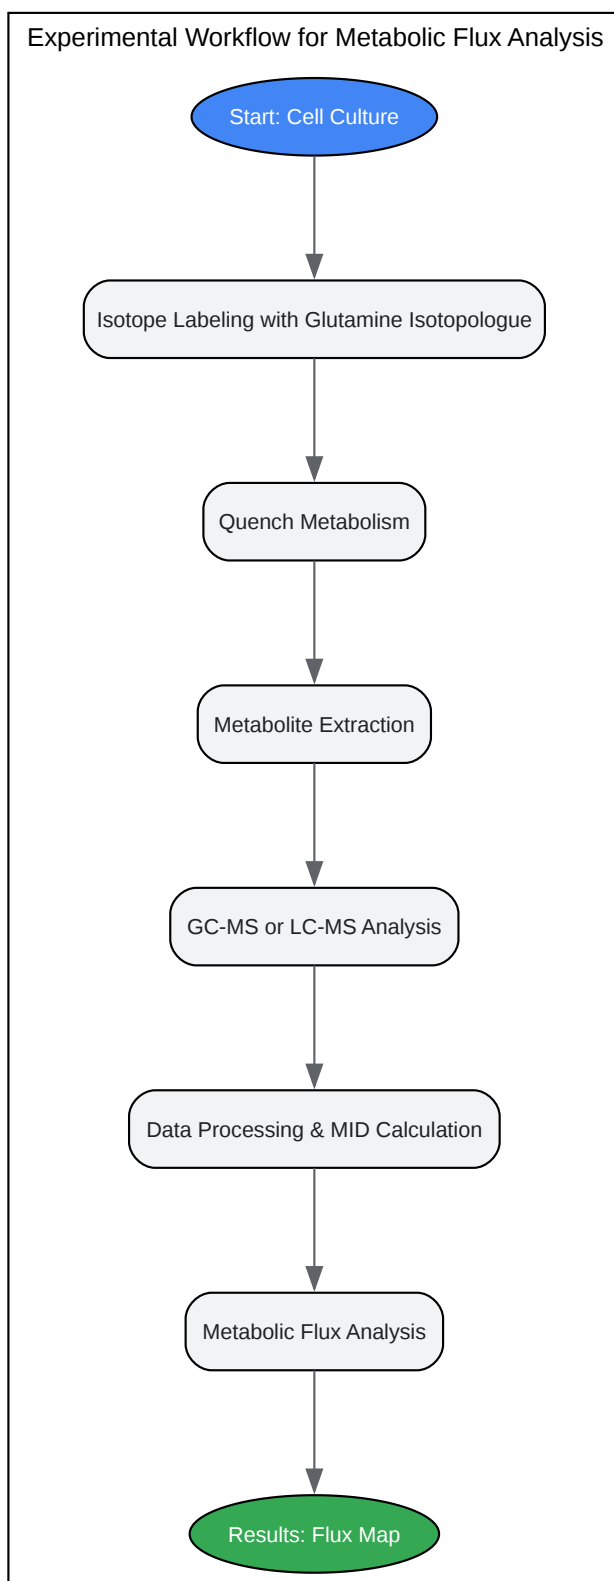 Experimental Workflow for Metabolic Flux Analysis
Start: Cell Culture
Isotope Labeling with Glutamine Isotopologue
Quench Metabolism
Metabolite Extraction
GC-MS or LC-MS Analysis
Data Processing & MID Calculation
Metabolic Flux Analysis
Results: Flux Map